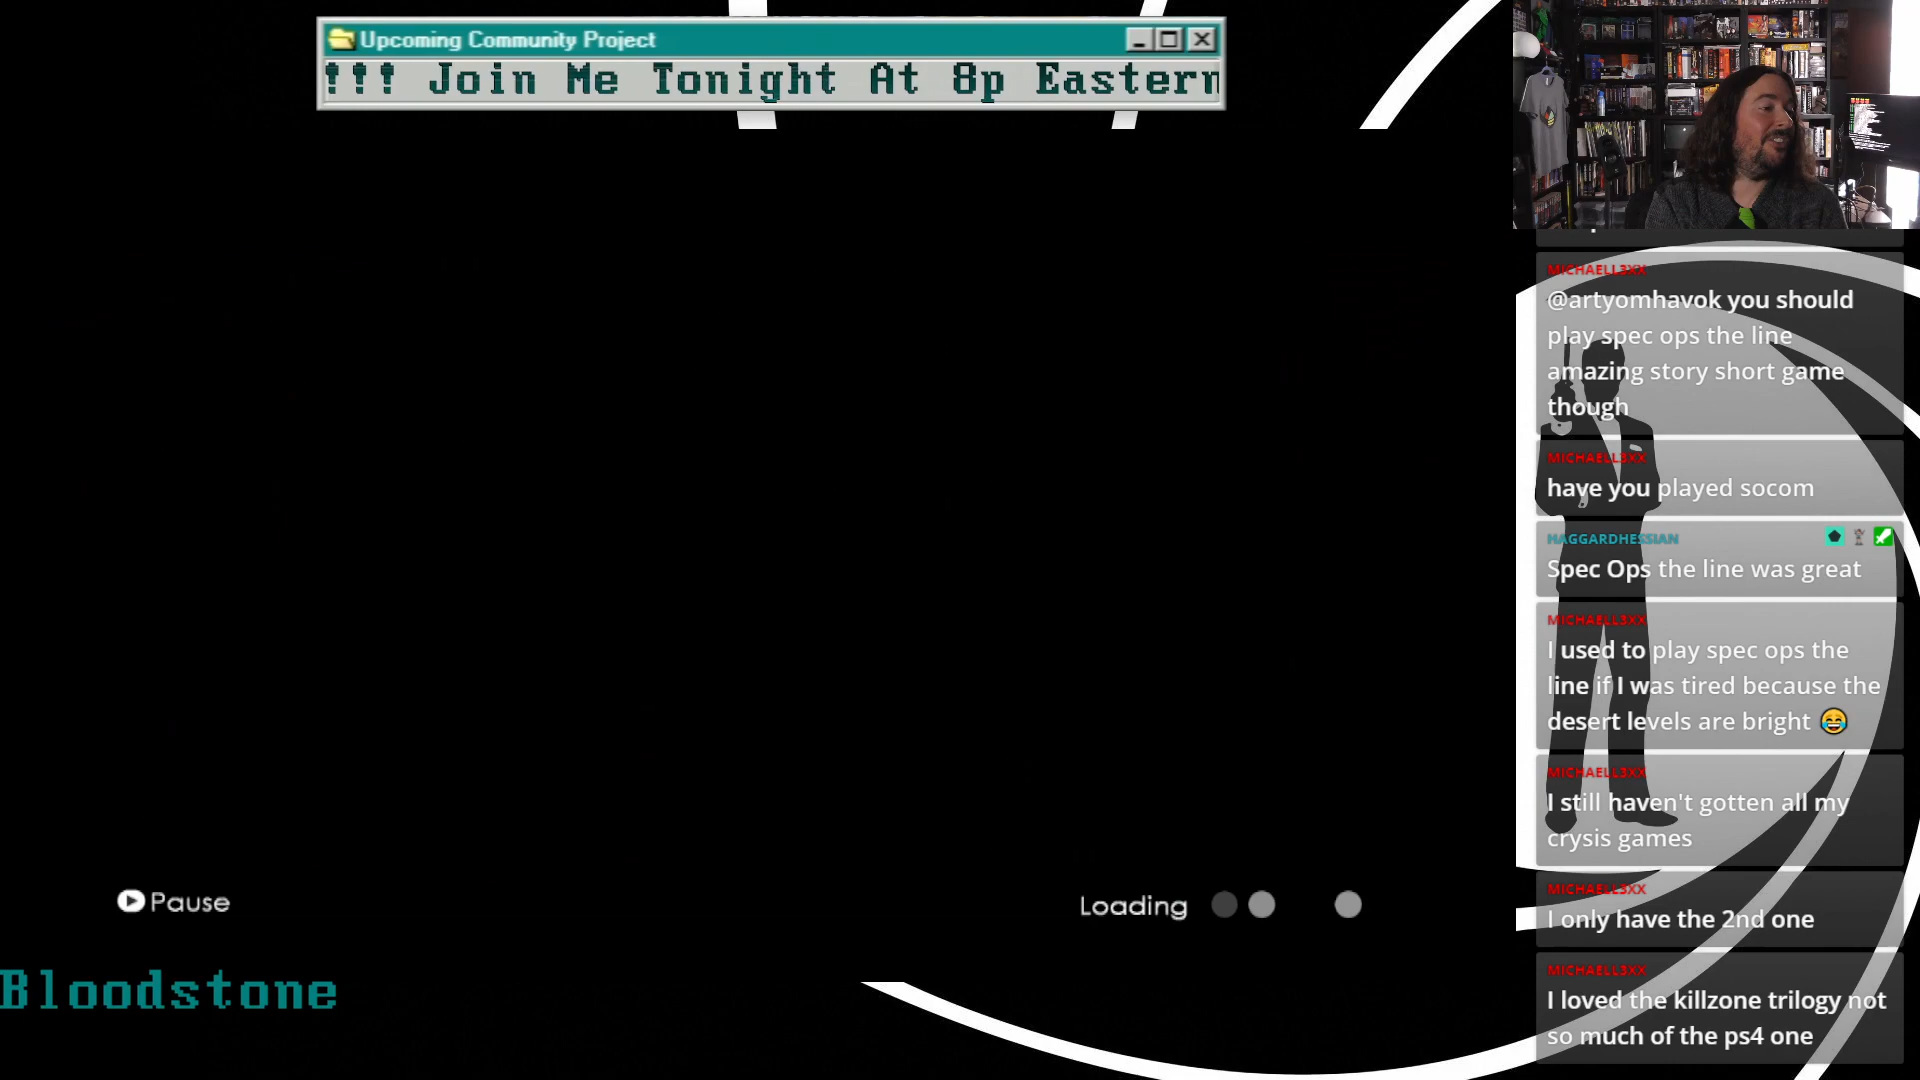 Upcoming Community Project
!!! Join Me Tonight At 8p Eastern
MICHAELL3XX
@artyomhavok you should
play spec ops the line
amazing story short game
though
MICHAELL3XX
have you played socom
HAGGARDHESSIAN
Spec Ops the line was great
MICHAELL3XX
I used to play spec ops the
line if I was tired because the
desert levels are bright 😂
MICHAELL3XX
I still haven't gotten all my
crysis games
MICHAELL3XX
I only have the 2nd one
MICHAELL3XX
I loved the killzone trilogy not
so much of the ps4 one
Pause
Loading
Bloodstone